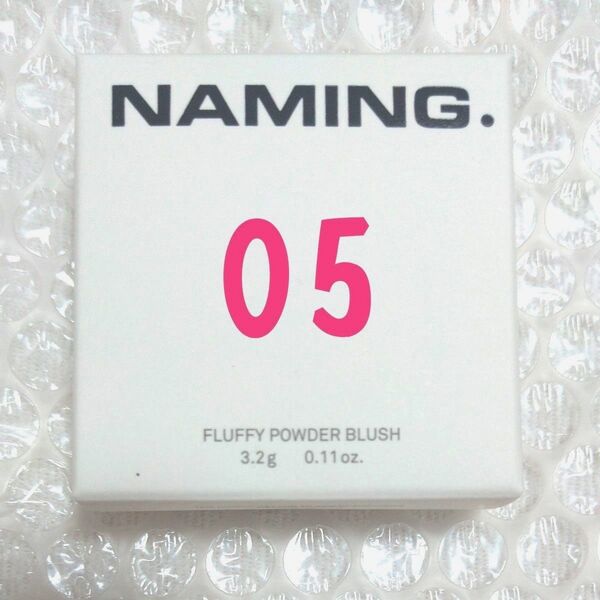 NAMING.
05
FLUFFY POWDER BLUSH
3.2g 0.11oz.